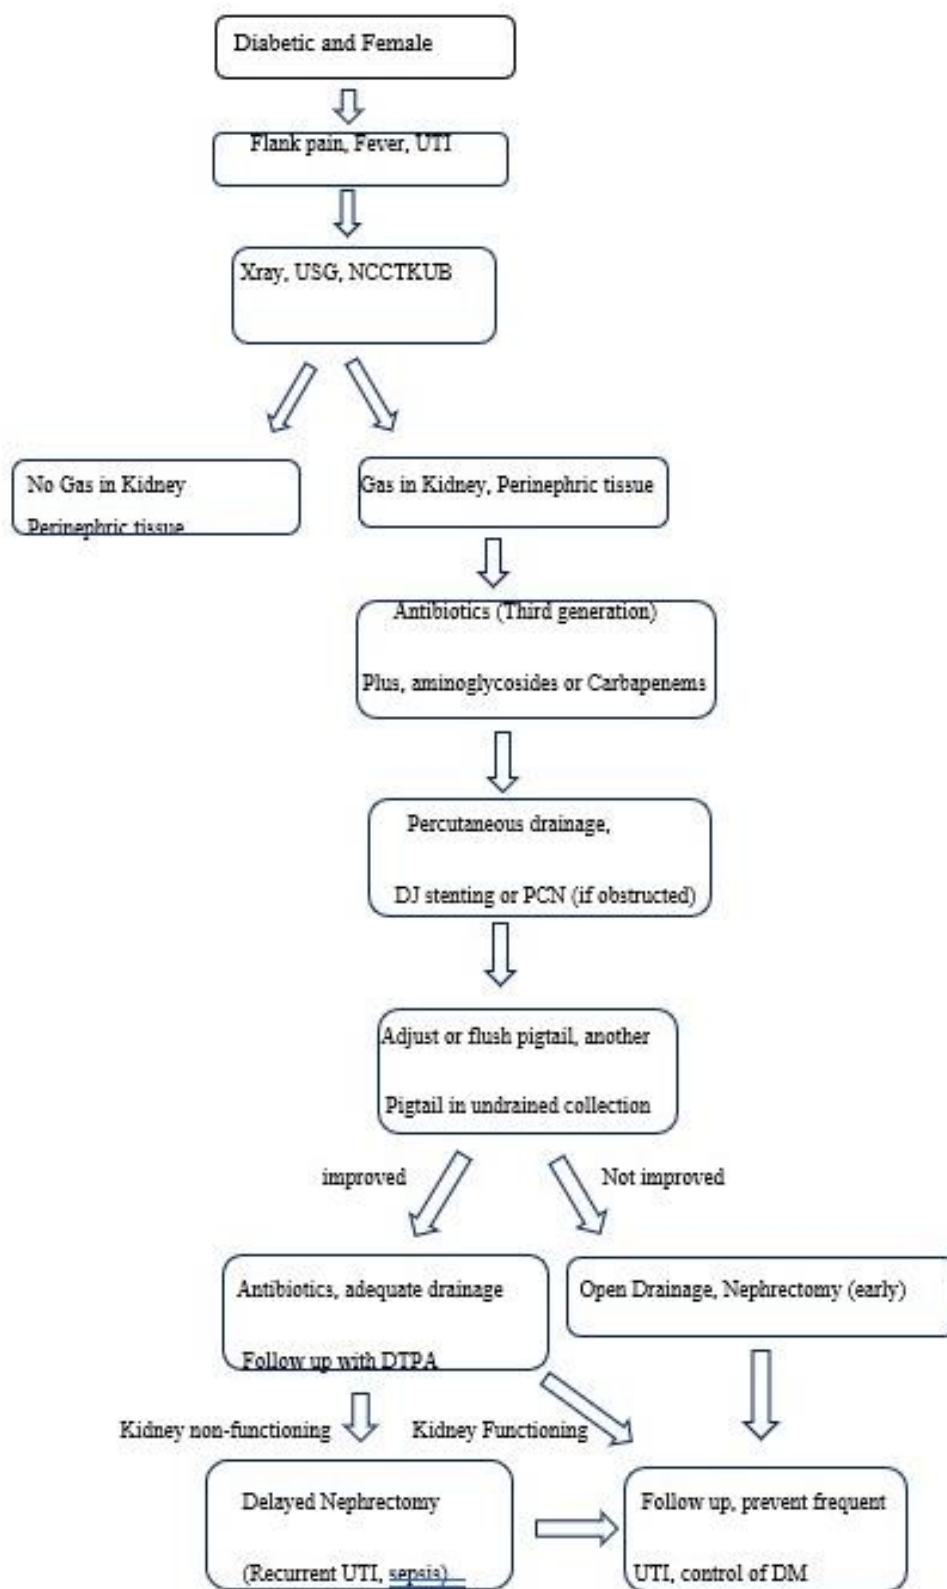 Diabetic and Female
Flank pain, Fever, UTI
Xray, USG, NCCTKUB
No Gas in Kidney
Perinephric tissue
Gas in Kidney, Perinephric tissue
Antibiotics (Third generation)
Plus, aminoglycosides or Carbapenems
Percutaneous drainage,
DJ stenting or PCN (if obstructed)
Adjust or flush pigtail, another
Pigtail in undrained collection
improved
Not improved
Antibiotics, adequate drainage
Follow up with DTPA
Open Drainage, Nephrectomy (early)
Kidney non-functioning
Kidney Functioning
Delayed Nephrectomy
(Recurrent UTI, sepsis)
Follow up, prevent frequent
UTI, control of DM